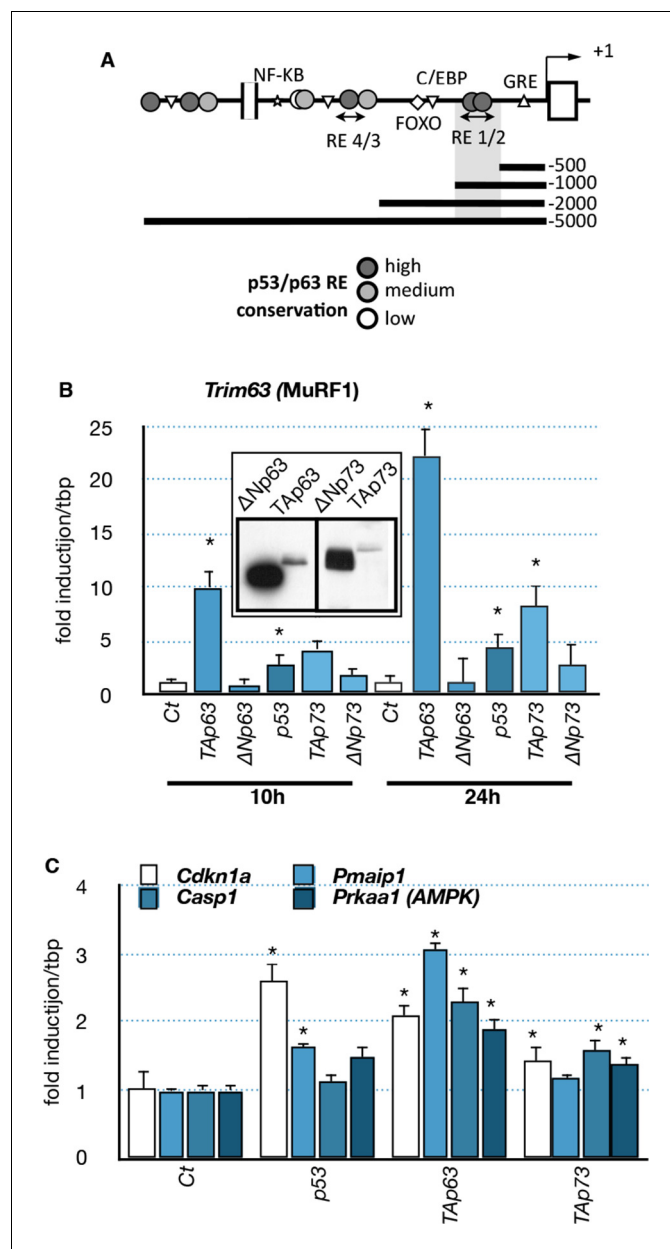 A
+1
NF-KB
C/EBP
GRE
FOXO
RE 4/3
RE 1/2
-500
-1000
-2000
-5000
p53/p63 RE
conservation
high
medium
low
B
Trim63 (MuRF1)
fold inductijon/tbp
25
20
15
10
5
0
ΔNp63
TAp63
ΔNp73
TAp73
*
*
*
*
*
Ct
TAp63
ΔNp63
p53
TAp73
ΔNp73
Ct
TAp63
ΔNp63
p53
TAp73
ΔNp73
10h
24h
C
Cdkn1a
Pmaip1
Casp1
Prkaa1 (AMPK)
fold inductijon/tbp
4
3
2
1
0
*
*
*
*
*
*
*
*
*
Ct
p53
TAp63
TAp73